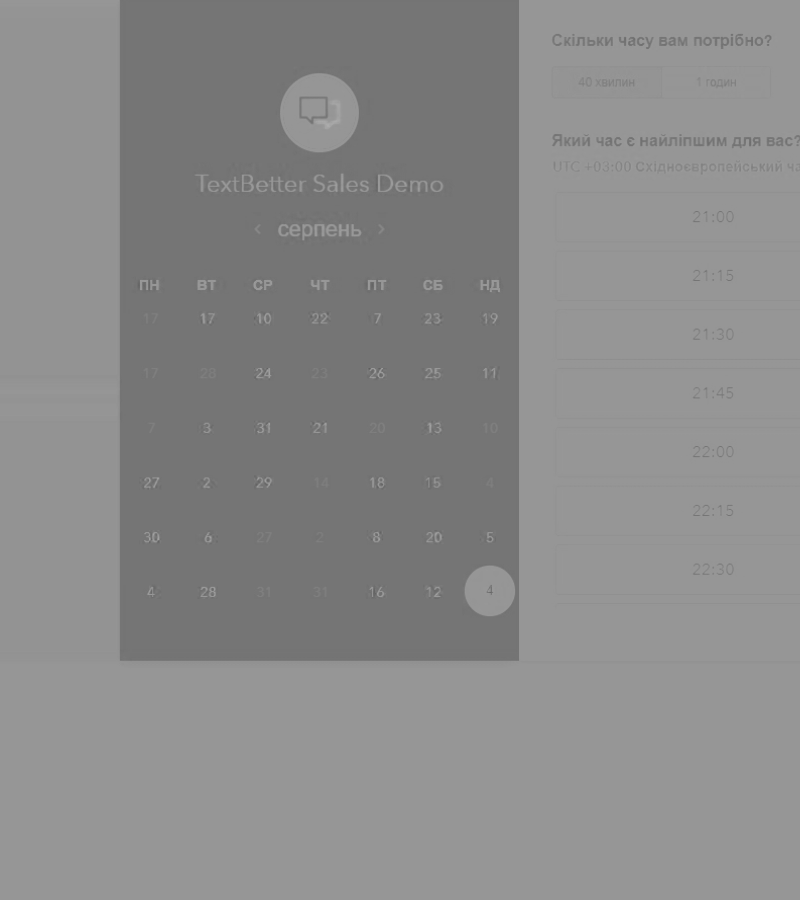 TextBetter Sales Demo
‹ серпень ›
ПН ВТ СР ЧТ ПТ СБ НД
17 17 10 22 7 23 19
17 28 24 23 26 25 11
7 3 31 21 20 13 10
27 2 29 14 18 15 4
30 6 27 2 8 20 5
4 28 31 31 16 12 4
Скільки часу вам потрібно?
40 хвилин 1 годин
Який час є найліпшим для вас?
UTC +03:00 Східноєвропейський ча
21:00
21:15
21:30
21:45
22:00
22:15
22:30